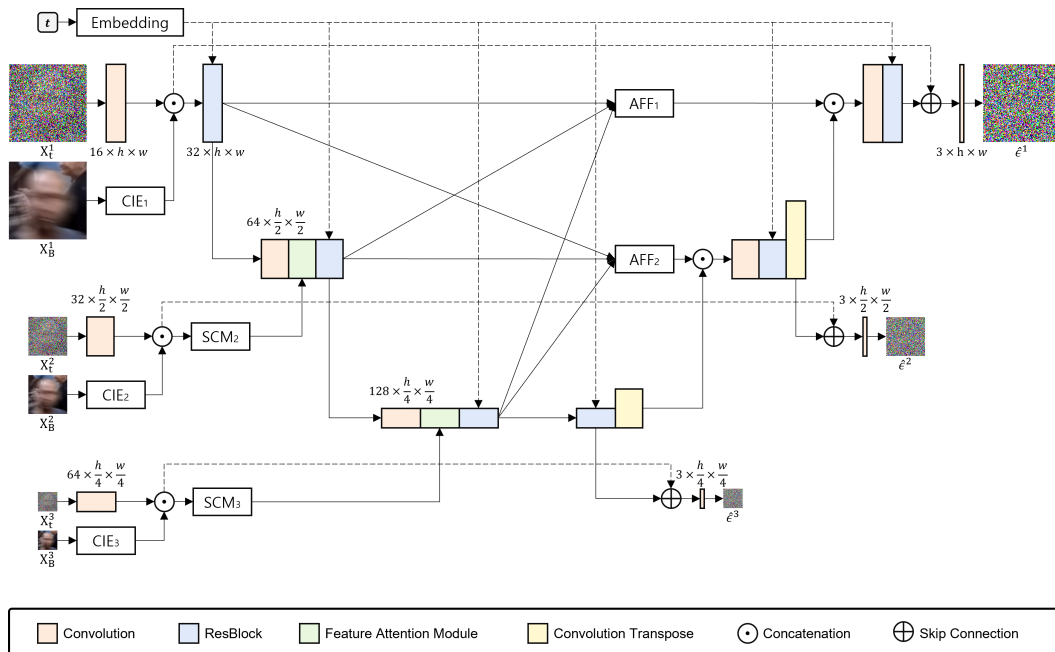 t
Embedding
X_t^1
16 × h × w
32 × h × w
AFF₁
3 × h × w
ε̂¹
CIE₁
X_B^1
64 × h/2 × w/2
AFF₂
32 × h/2 × w/2
3 × h/2 × w/2
SCM₂
X_t^2
ε̂²
CIE₂
X_B^2
128 × h/4 × w/4
64 × h/4 × w/4
3 × h/4 × w/4
SCM₃
X_t^3
ε̂³
CIE₃
X_B^3
Convolution
ResBlock
Feature Attention Module
Convolution Transpose
Concatenation
Skip Connection